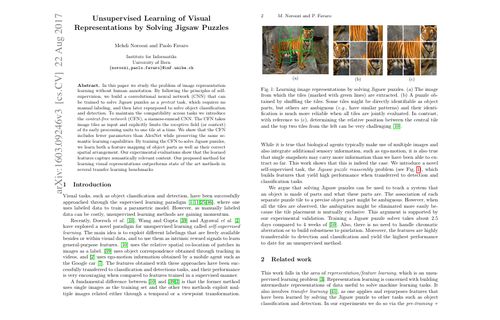 arXiv:1603.09246v3 [cs.CV] 22 Aug 2017
Unsupervised Learning of Visual
Representations by Solving Jigsaw Puzzles
Mehdi Noroozi and Paolo Favaro
Institute for Informatics
University of Bern
{noroozi,paolo.favaro}@inf.unibe.ch
Abstract. In this paper we study the problem of image representation
learning without human annotation. By following the principles of self-
supervision, we build a convolutional neural network (CNN) that can
be trained to solve Jigsaw puzzles as a pretext task, which requires no
manual labeling, and then later repurposed to solve object classification
and detection. To maintain the compatibility across tasks we introduce
the context-free network (CFN), a siamese-ennead CNN. The CFN takes
image tiles as input and explicitly limits the receptive field (or context)
of its early processing units to one tile at a time. We show that the CFN
includes fewer parameters than AlexNet while preserving the same se-
mantic learning capabilities. By training the CFN to solve Jigsaw puzzles,
we learn both a feature mapping of object parts as well as their correct
spatial arrangement. Our experimental evaluations show that the learned
features capture semantically relevant content. Our proposed method for
learning visual representations outperforms state of the art methods in
several transfer learning benchmarks.
1 Introduction
Visual tasks, such as object classification and detection, have been successfully
approached through the supervised learning paradigm
one uses labeled data to train a parametric model. However, as manually labeled
data can be costly, unsupervised learning methods are gaining momentum.
Recently, Doersch et al. [10], Wang and Gupta [39] and Agrawal et al. [2]
have explored a novel paradigm for unsupervised learning called self-supervised
learning. The main idea is to exploit different labelings that are freely available
besides or within visual data, and to use them as intrinsic reward signals to learn
general-purpose features. [10] uses the relative spatial co-location of patches in
images as a label. [39] uses object correspondence obtained through tracking in
videos, and [2] uses ego-motion information obtained by a mobile agent such as
the Google car [7]. The features obtained with these approaches have been suc-
cessfully transferred to classification and detections tasks, and their performance
is very encouraging when compared to features trained in a supervised manner.
A fundamental difference between [10] and [39,2] is that the former method
uses single images as the training set and the other two methods exploit mul-
tiple images related either through a temporal or a viewpoint transformation.
2 M. Noroozi and P. Favaro
(a) (b) (c)
Fig. 1: Learning image representations by solving Jigsaw puzzles. (a) The image
from which the tiles (marked with green lines) are extracted. (b) A puzzle ob-
tained by shuffling the tiles. Some tiles might be directly identifiable as object
parts, but others are ambiguous (e.g., have similar patterns) and their identifi-
cation is much more reliable when all tiles are jointly evaluated. In contrast,
with reference to (c), determining the relative position between the central tile
and the top two tiles from the left can be very challenging [10].
While it is true that biological agents typically make use of multiple images and
also integrate additional sensory information, such as ego-motion, it is also true
that single snapshots may carry more information than we have been able to ex-
tract so far. This work shows that this is indeed the case. We introduce a novel
self-supervised task, the Jigsaw puzzle reassembly problem (see Fig. 1), which
builds features that yield high performance when transferred to detection and
classification tasks.
We argue that solving Jigsaw puzzles can be used to teach a system that
an object is made of parts and what these parts are. The association of each
separate puzzle tile to a precise object part might be ambiguous. However, when
all the tiles are observed, the ambiguities might be eliminated more easily be-
cause the tile placement is mutually exclusive. This argument is supported by
our experimental validation. Training a Jigsaw puzzle solver takes about 2.5
days compared to 4 weeks of [10]. Also, there is no need to handle chromatic
aberration or to build robustness to pixelation. Moreover, the features are highly
transferrable to detection and classification and yield the highest performance
to date for an unsupervised method.
2 Related work
This work falls in the area of representation/feature learning, which is an unsu-
pervised learning problem [3]. Representation learning is concerned with building
intermediate representations of data useful to solve machine learning tasks. It
also involves transfer learning, as one applies and repurposes features that
have been learned by solving the Jigsaw puzzle to other tasks such as object
classification and detection. In our experiments we do so via the pre-training +